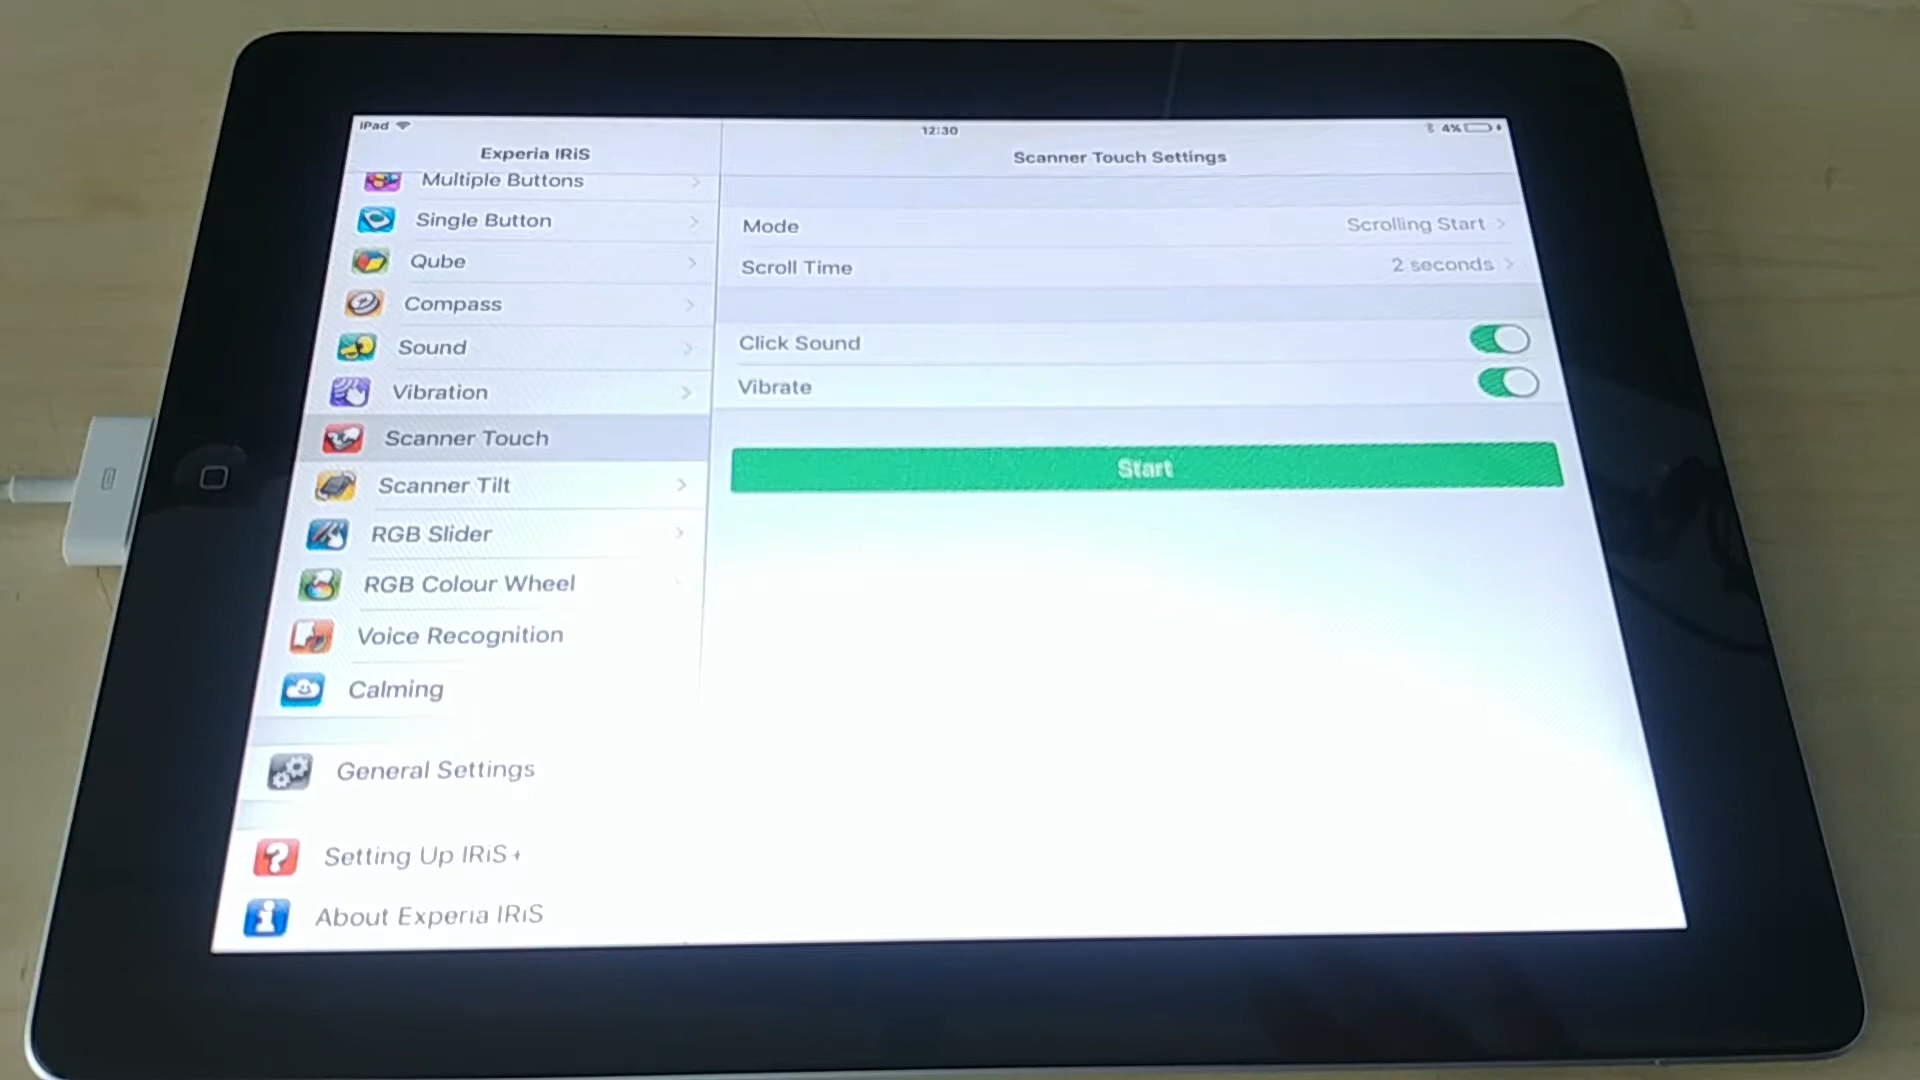 iPad
12:30
4%
Experia IRiS
Scanner Touch Settings
Multiple Buttons
Single Button
Qube
Compass
Sound
Vibration
Scanner Touch
Scanner Tilt
RGB Slider
RGB Colour Wheel
Voice Recognition
Calming
General Settings
Setting Up IRiS+
About Experia IRiS
Mode
Scrolling Start
Scroll Time
2 seconds
Click Sound
Vibrate
Start